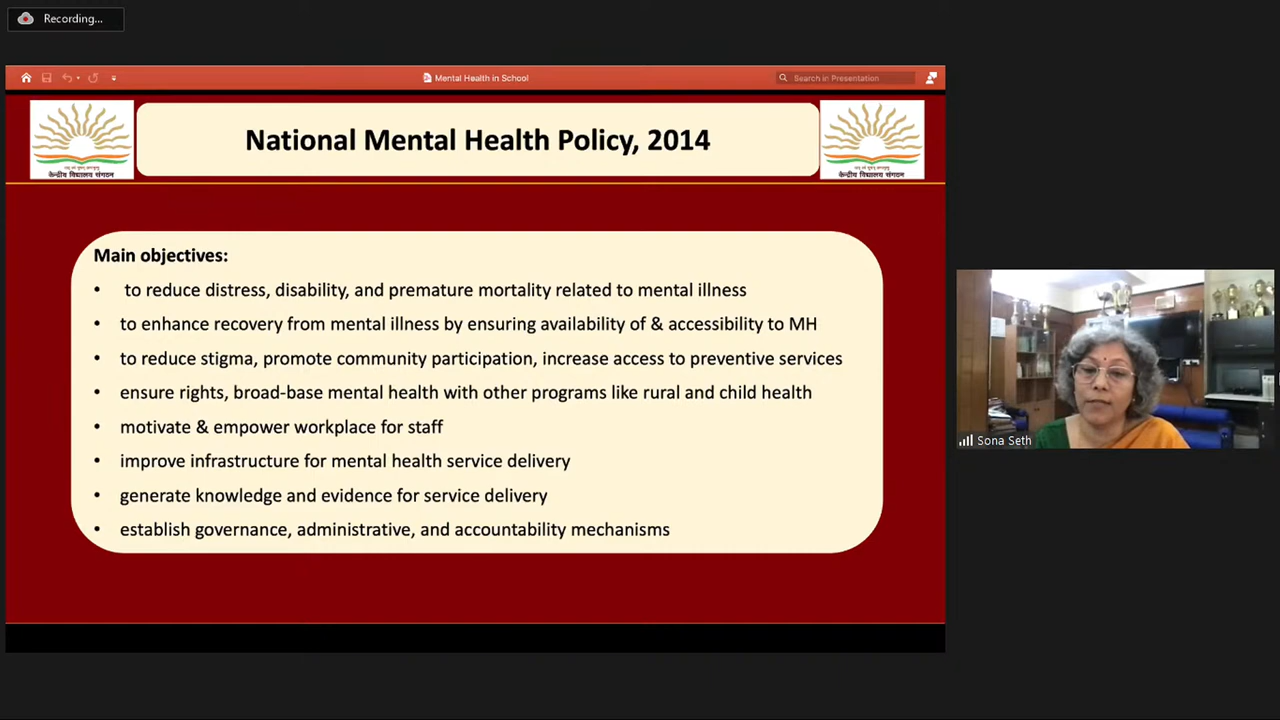 Recording...
Mental Health in School
Search in Presentation
National Mental Health Policy, 2014
केन्द्रीय विद्यालय संगठन
केन्द्रीय विद्यालय संगठन
Main objectives:
• to reduce distress, disability, and premature mortality related to mental illness
• to enhance recovery from mental illness by ensuring availability of & accessibility to MH
• to reduce stigma, promote community participation, increase access to preventive services
• ensure rights, broad-base mental health with other programs like rural and child health
• motivate & empower workplace for staff
• improve infrastructure for mental health service delivery
• generate knowledge and evidence for service delivery
• establish governance, administrative, and accountability mechanisms
Sona Seth